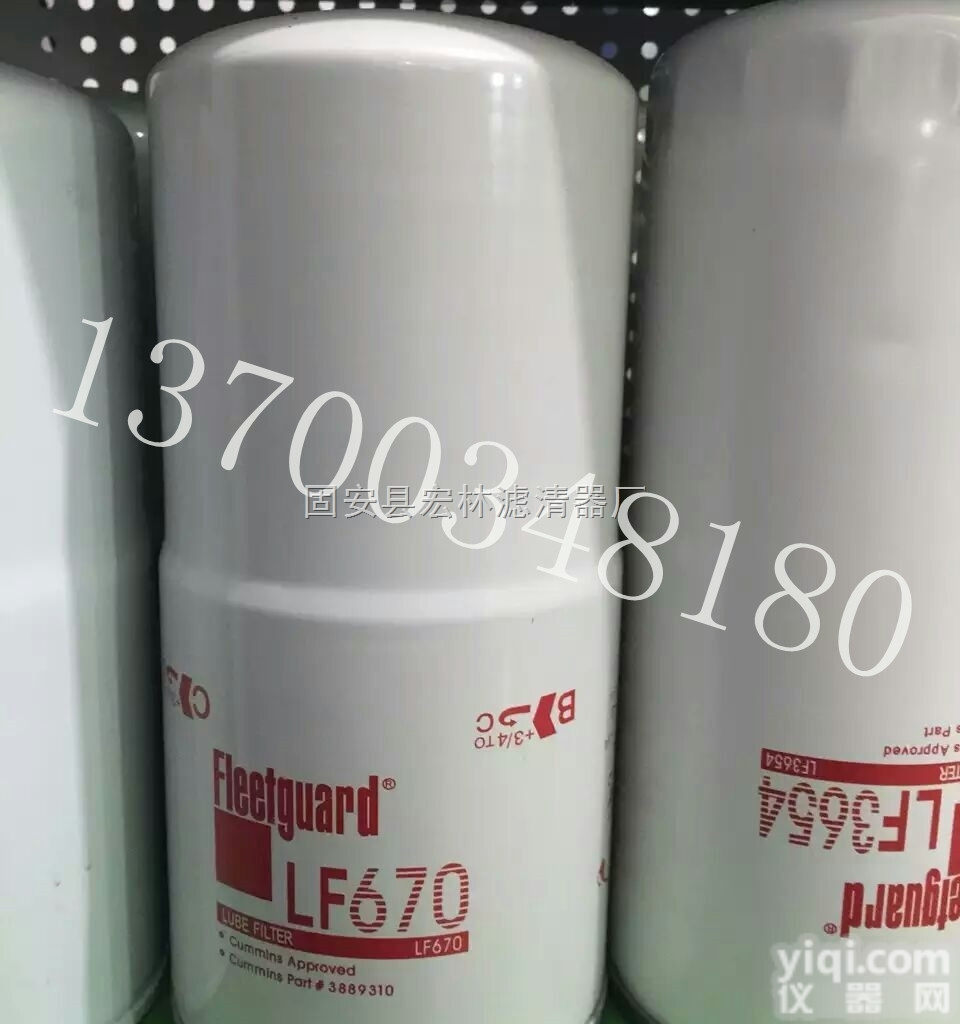 13700348180
固安县宏林滤清器厂
C
B
+3/4 TO C
Fleetguard®
LF670
LUBE FILTER LF670
• Cummins Approved
• Cummins Part # 3889310
s Part
s Approved
TER LF3654
LF3654
etguard®
yiqi.com
仪器网